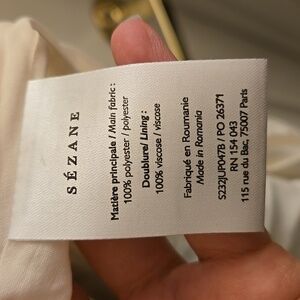 SÉZANE
Matière principale / Main fabric :
100% polyester / polyester
Doublure/ Lining :
100% viscose / viscose
Fabriqué en Roumanie
Made in Romania
S232JUP047B / PO 26371
RN 154 043
115 rue du Bac, 75007 Paris